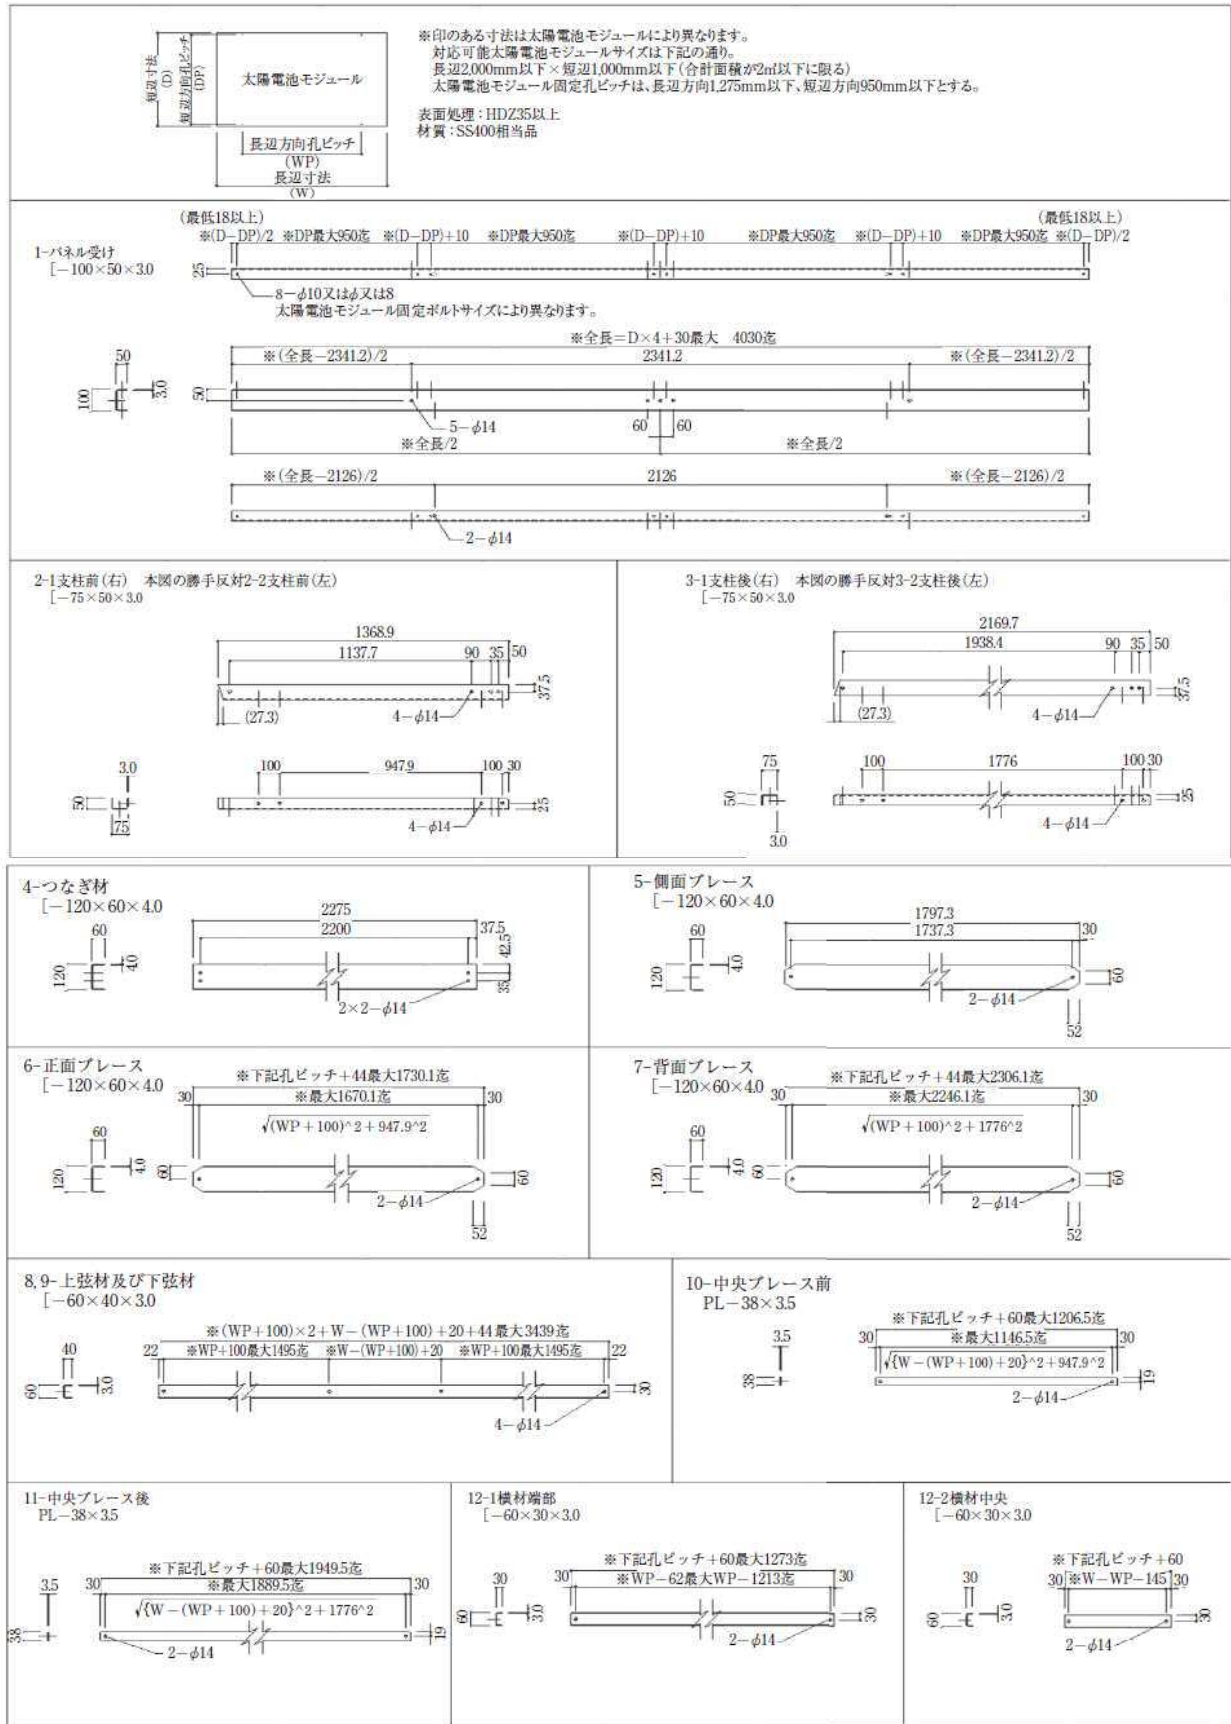 ※印のある寸法は太陽電池モジュールにより異なります。
対応可能太陽電池モジュールサイズは下記の通り。
長辺2,000mm以下×短辺1,000mm以下(合計面積が2㎡以下に限る)
太陽電池モジュール固定孔ピッチは、長辺方向1,275mm以下、短辺方向950mm以下とする。
表面処理：HDZ35以上
材質：SS400相当品
短辺寸法
(D)
短辺方向孔ピッチ
(DP)
太陽電池モジュール
長辺方向孔ピッチ
(WP)
長辺寸法
(W)
1-パネル受け
[－100×50×3.0
(最低18以上) (最低18以上)
※(D－DP)/2 ※DP最大950迄 ※(D－DP)+10 ※DP最大950迄 ※(D－DP)+10 ※DP最大950迄 ※(D－DP)+10 ※DP最大950迄 ※(D－DP)/2
25
8－φ10又はφ又は8
太陽電池モジュール固定ボルトサイズにより異なります。
※全長＝D×4＋30最大 4030迄
※(全長－2341.2)/2 2341.2 ※(全長－2341.2)/2
50
100
3.0
50
5－φ14
60 60
※全長/2 ※全長/2
※(全長－2126)/2 2126 ※(全長－2126)/2
2－φ14
2-1支柱前(右) 本図の勝手反対2-2支柱前(左)
[－75×50×3.0
1368.9
1137.7 90 35 50
37.5
(27.3)
4－φ14
3.0
50
75
100 947.9 100 30
25
4－φ14
3-1支柱後(右) 本図の勝手反対3-2支柱後(左)
[－75×50×3.0
2169.7
1938.4 90 35 50
37.5
(27.3)
4－φ14
75
50
3.0
100 1776 100 30
25
4－φ14
4-つなぎ材
[－120×60×4.0
2275
2200 37.5
42.5
35
60
120
4.0
2×2－φ14
5-側面ブレース
[－120×60×4.0
1797.3
1737.3 30
60
120
4.0
60
2－φ14
52
6-正面ブレース
[－120×60×4.0
※下記孔ピッチ＋44最大1730.1迄
30 ※最大1670.1迄 30
√(WP＋100)^2＋947.9^2
60
120
4.0
60
60
2－φ14
52
7-背面ブレース
[－120×60×4.0
※下記孔ピッチ＋44最大2306.1迄
30 ※最大2246.1迄 30
√(WP＋100)^2＋1776^2
60
120
4.0
60
60
2－φ14
52
8, 9-上弦材及び下弦材
[－60×40×3.0
※(WP＋100)×2＋W－(WP＋100)＋20＋44最大3439迄
22 ※WP＋100最大1495迄 ※W－(WP＋100)＋20 ※WP＋100最大1495迄 22
40
60
3.0
30
4－φ14
10-中央ブレース前
PL－38×3.5
※下記孔ピッチ＋60最大1206.5迄
30 ※最大1146.5迄 30
√{W－(WP＋100)＋20}^2＋947.9^2
3.5
38
19
2－φ14
11-中央ブレース後
PL－38×3.5
※下記孔ピッチ＋60最大1949.5迄
30 ※最大1889.5迄 30
√{W－(WP＋100)＋20}^2＋1776^2
3.5
38
19
2－φ14
12-1横材端部
[－60×30×3.0
※下記孔ピッチ＋60最大1273迄
30 ※WP－62最大WP－1213迄 30
30
60
3.0
30
2－φ14
12-2横材中央
[－60×30×3.0
※下記孔ピッチ＋60
30 ※W－WP－145 30
30
60
3.0
30
2－φ14